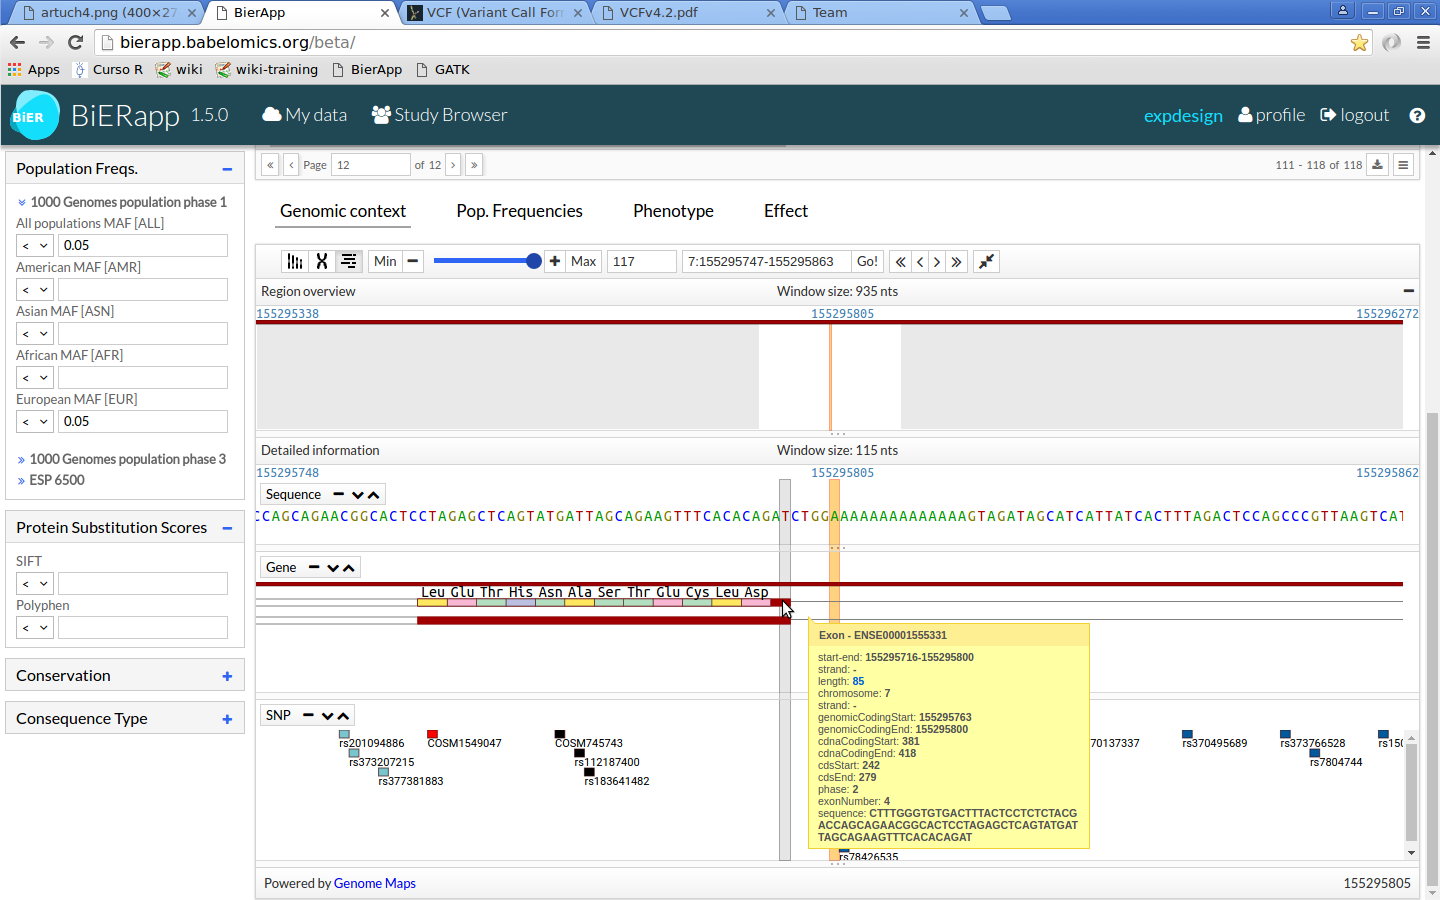 artuch4.png (400×27
BierApp
VCF (Variant Call For
VCFv4.2.pdf
Team
bierapp.babelomics.org/beta/
Apps
Curso R
wiki
wiki-training
BierApp
GATK
BiER
BiERapp 1.5.0
My data
Study Browser
expdesign
profile
logout
Population Freqs.
1000 Genomes population phase 1
All populations MAF [ALL]
< 0.05
American MAF [AMR]
<
Asian MAF [ASN]
<
African MAF [AFR]
<
European MAF [EUR]
< 0.05
1000 Genomes population phase 3
ESP 6500
Protein Substitution Scores
SIFT
<
Polyphen
<
Conservation
Consequence Type
« ‹ Page 12 of 12 › »
111 - 118 of 118
Genomic context
Pop. Frequencies
Phenotype
Effect
Min
Max
117
7:155295747-155295863
Go!
Region overview
Window size: 935 nts
155295338
155295805
155296272
Detailed information
Window size: 115 nts
155295748
155295805
155295862
Sequence
CCAGCAGAACGGCACTCCTAGAGCTCAGTATGATTAGCAGAAGTTTCACACAGATCTGGAAAAAAAAAAAAAAGTAGATAGCATCATTATCACTTTAGACTCCAGCCCGTTAAGTCAT
Gene
Leu Glu Thr His Asn Ala Ser Thr Glu Cys Leu Asp
Exon - ENSE00001555331
start-end: 155295716-155295800
strand: -
length: 85
chromosome: 7
strand: -
genomicCodingStart: 155295763
genomicCodingEnd: 155295800
cdnaCodingStart: 381
cdnaCodingEnd: 418
cdsStart: 242
cdsEnd: 279
phase: 2
exonNumber: 4
sequence: CTTTGGGTGTGACTTTACTCCTCTCTACG
ACCAGCAGAACGGCACTCCTAGAGCTCAGTATGAT
TAGCAGAAGTTTCACACAGAT
SNP
rs201094886
COSM1549047
COSM745743
70137337
rs370495689
rs373766528
rs150
rs373207215
rs112187400
rs7804744
rs377381883
rs183641482
rs78426535
Powered by Genome Maps
155295805